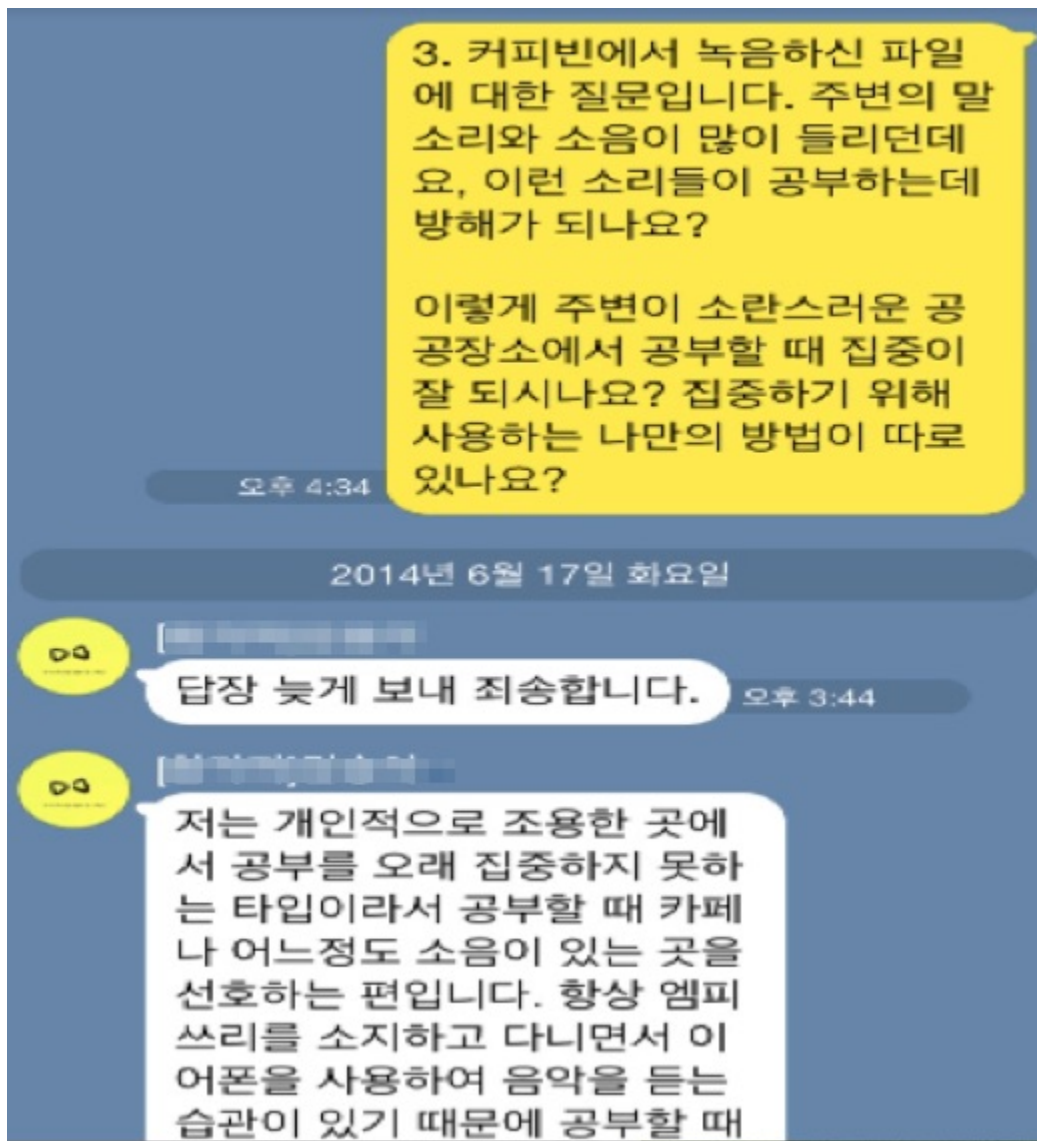 3. 커피빈에서 녹음하신 파일
에 대한 질문입니다. 주변의 말
소리와 소음이 많이 들리던데
요, 이런 소리들이 공부하는데
방해가 되나요?
이렇게 주변이 소란스러운 공
공장소에서 공부할 때 집중이
잘 되시나요? 집중하기 위해
사용하는 나만의 방법이 따로
있나요?
오후 4:34
2014년 6월 17일 화요일
답장 늦게 보내 죄송합니다.
오후 3:44
저는 개인적으로 조용한 곳에
서 공부를 오래 집중하지 못하
는 타입이라서 공부할 때 카페
나 어느정도 소음이 있는 곳을
선호하는 편입니다. 항상 엠피
쓰리를 소지하고 다니면서 이
어폰을 사용하여 음악을 듣는
습관이 있기 때문에 공부할 때